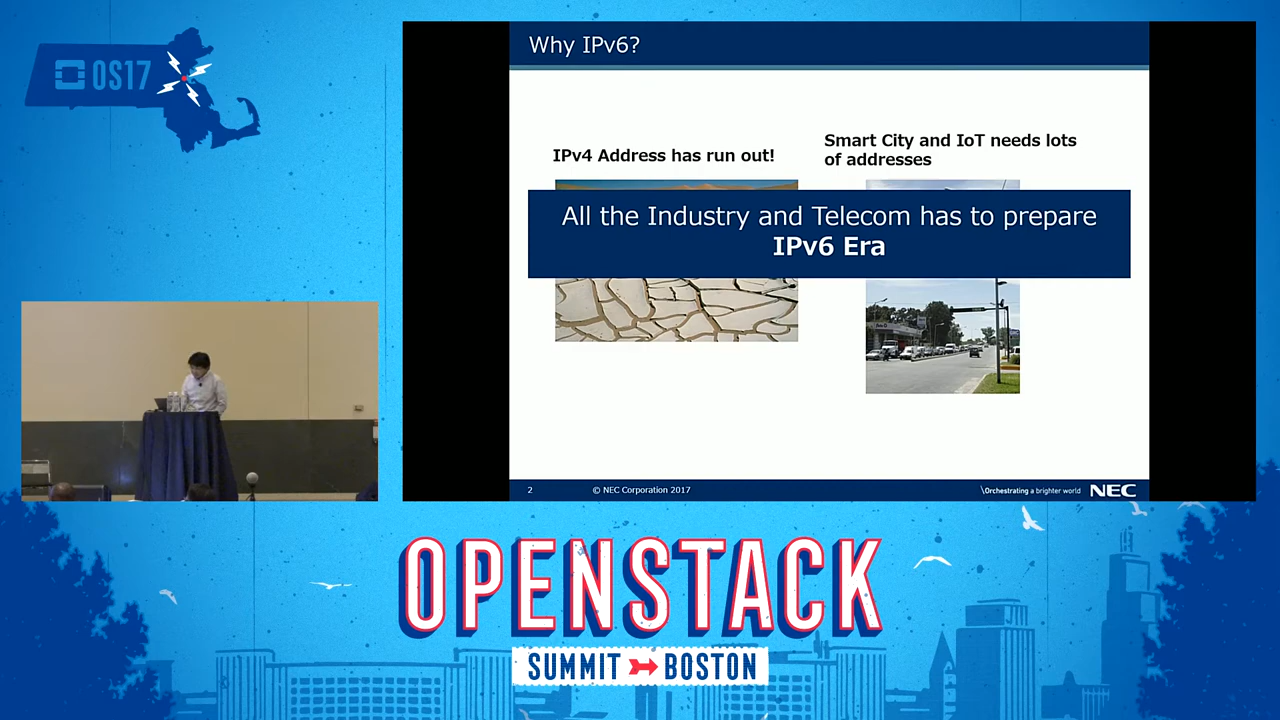 OS17
Why IPv6?
IPv4 Address has run out!
Smart City and IoT needs lots
of addresses
All the Industry and Telecom has to prepare
IPv6 Era
2
© NEC Corporation 2017
\Orchestrating a brighter world
NEC
OPENSTACK
SUMMIT BOSTON